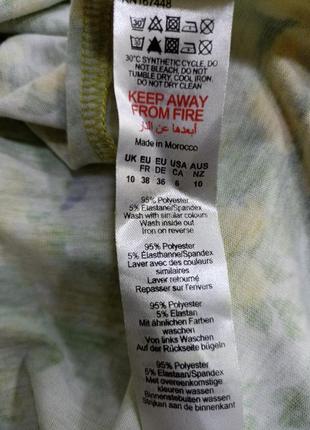 RN167448
30°C SYNTHETIC CYCLE, DO
NOT BLEACH, DO NOT
TUMBLE DRY, COOL IRON,
DO NOT DRY CLEAN
KEEP AWAY
FROM FIRE
أبعدها عن النار
Made in Morocco
UK EU EU USA AUS
FR DE CA NZ
10 38 36 6 10
95% Polyester
5% Elastane/Spandex
Wash with similar colours
Wash inside out
Iron on reverse
95% Polyester
5% Elasthanne/Spandex
Laver avec des couleurs
similaires
Laver retourné
Repasser sur l'envers
95% Polyester
5% Elastan
Mit ähnlichen Farben
waschen
Von links Waschen
Auf der Rückseite bügeln
95% Polyester
5% Elastaan/Spandex
Met overeenkomstige
kleuren wassen
Binnenstebuiten wassen
Strijken aan de binnenkant